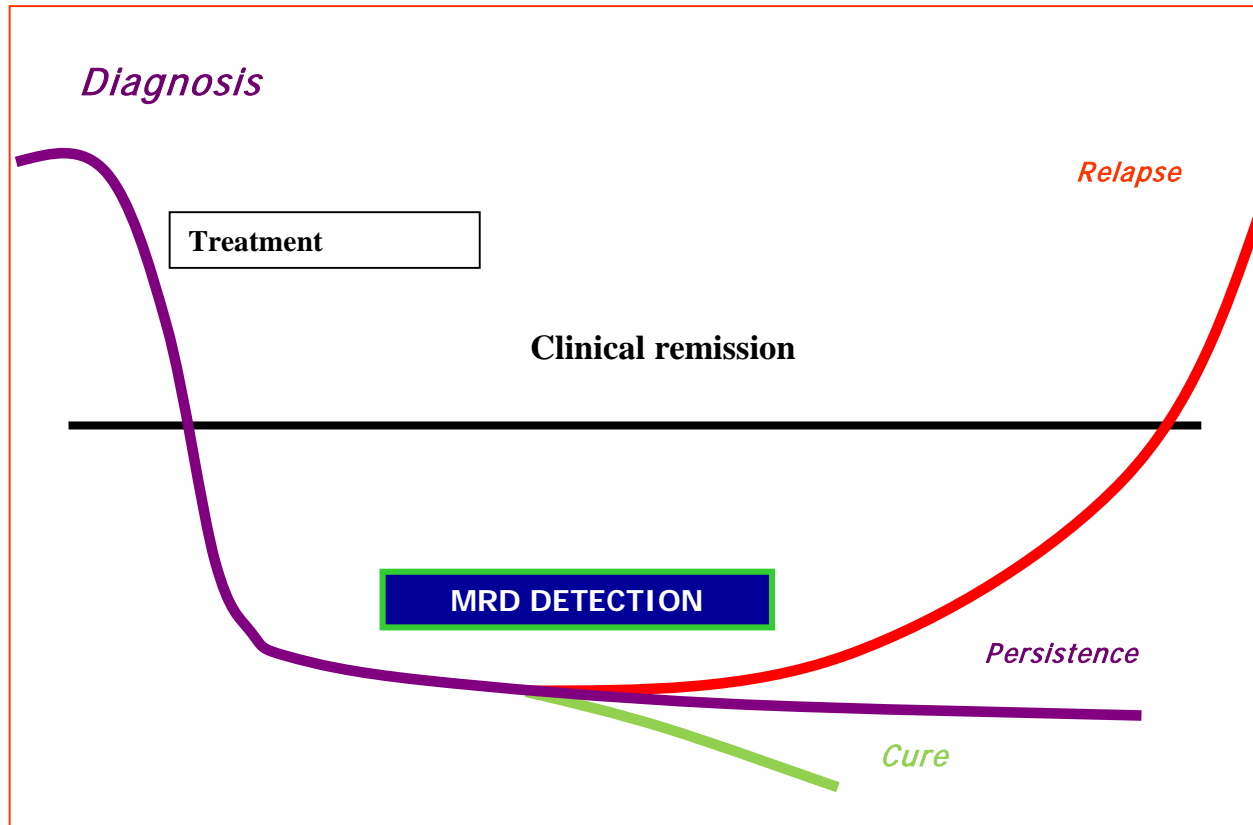 Diagnosis
Relapse
Treatment
Clinical remission
MRD DETECTION
Persistence
Cure